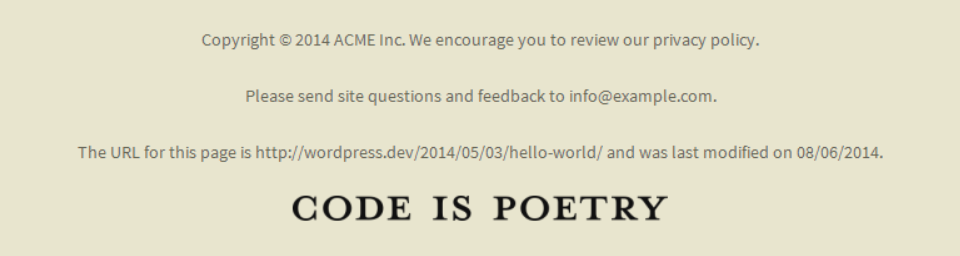 Copyright © 2014 ACME Inc. We encourage you to review our privacy policy.
Please send site questions and feedback to info@example.com.
The URL for this page is http://wordpress.dev/2014/05/03/hello-world/ and was last modified on 08/06/2014.
CODE IS POETRY